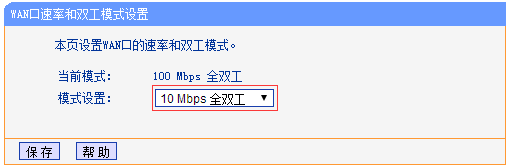 WAN口速率和双工模式设置
本页设置WAN口的速率和双工模式。
当前模式: 100 Mbps 全双工
模式设置: 10 Mbps 全双工
保存 帮助